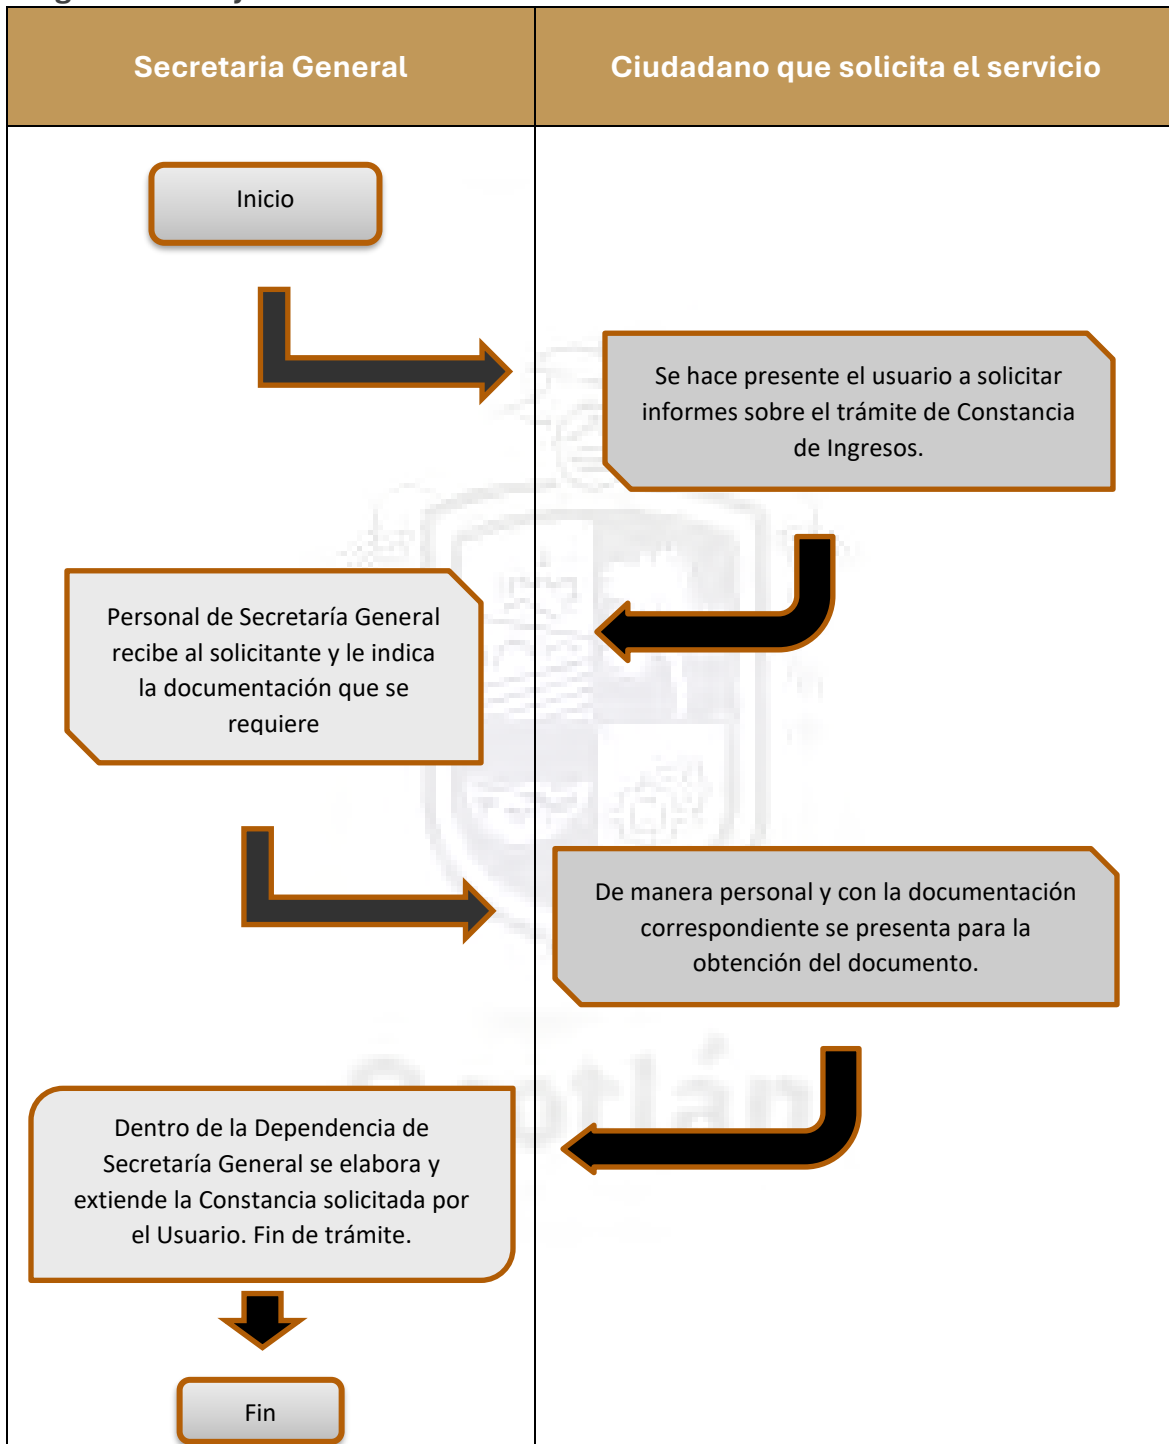 Secretaria General
Ciudadano que solicita el servicio
Inicio
Se hace presente el usuario a solicitar
informes sobre el trámite de Constancia
de Ingresos.
Personal de Secretaría General
recibe al solicitante y le indica
la documentación que se
requiere
De manera personal y con la documentación
correspondiente se presenta para la
obtención del documento.
Dentro de la Dependencia de
Secretaría General se elabora y
extiende la Constancia solicitada por
el Usuario. Fin de trámite.
Fin